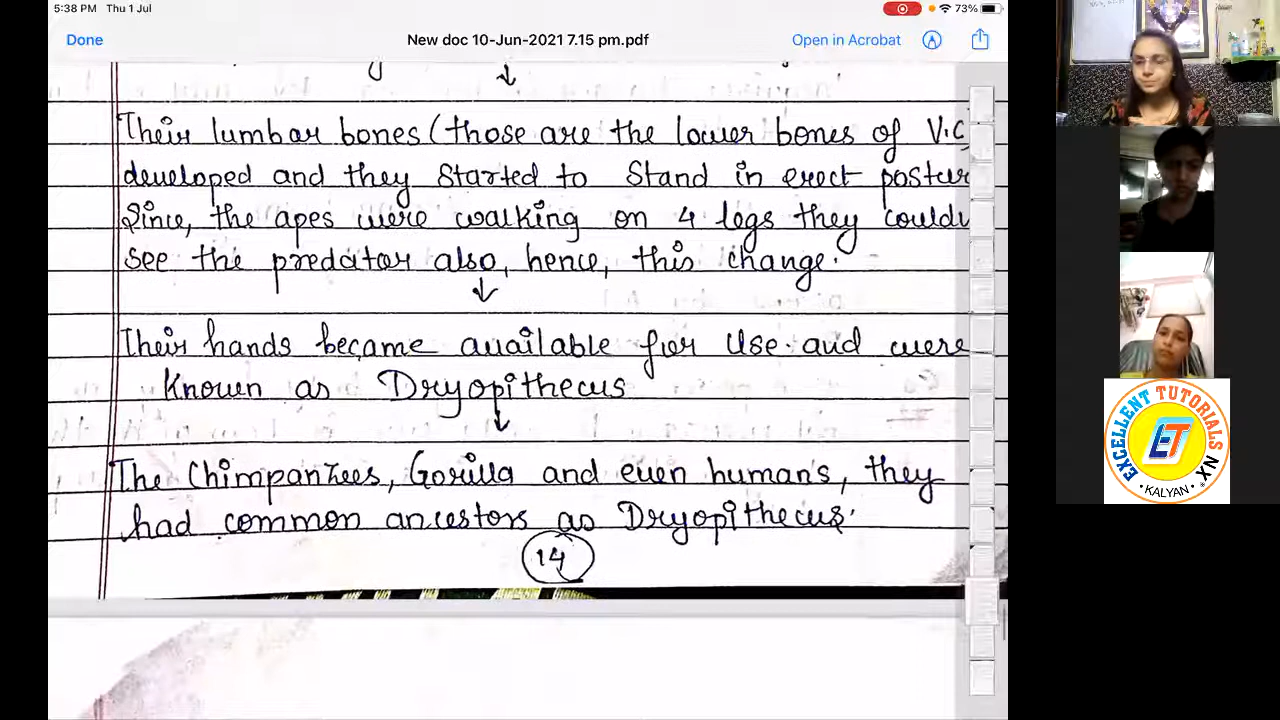 5:38 PM Thu 1 Jul
73%
Done
New doc 10-Jun-2021 7.15 pm.pdf
Open in Acrobat
Their lumbar bones (those are the lower bones of V.C,
developed and they started to stand in erect postur
Since, the apes were walking on 4 legs they could
see the predator also, hence, this change.
↓
Their hands became available for use and were
known as Dryopithecus
↓
The Chimpanzees, Gorilla and even human's, they
had common ancestors as Dryopithecus.
14
EXCELLENT TUTORIALS
ET
NX
KALYAN